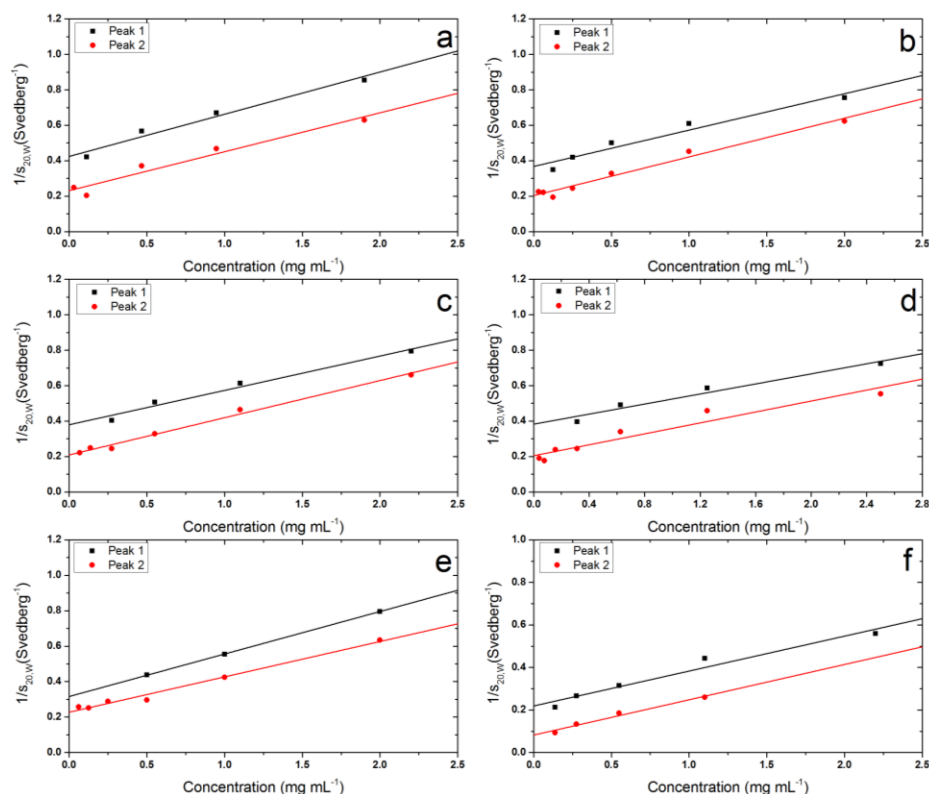 a
Peak 1
Peak 2
1/s20,W(Svedberg-1)
1.2
1.0
0.8
0.6
0.4
0.2
0.0
0.0 0.5 1.0 1.5 2.0 2.5
Concentration (mg mL-1)
b
Peak 1
Peak 2
1/s20,W(Svedberg-1)
1.2
1.0
0.8
0.6
0.4
0.2
0.0
0.0 0.5 1.0 1.5 2.0 2.5
Concentration (mg mL-1)
c
Peak 1
Peak 2
1/s20,W(Svedberg-1)
1.2
1.0
0.8
0.6
0.4
0.2
0.0
0.0 0.5 1.0 1.5 2.0 2.5
Concentration (mg mL-1)
d
Peak 1
Peak 2
1/s20,W(Svedberg-1)
1.2
1.0
0.8
0.6
0.4
0.2
0.0
0.0 0.4 0.8 1.2 1.6 2.0 2.4 2.8
Concentration (mg mL-1)
e
Peak 1
Peak 2
1/s20,W(Svedberg-1)
1.2
1.0
0.8
0.6
0.4
0.2
0.0
0.0 0.5 1.0 1.5 2.0 2.5
Concentration (mg mL-1)
f
Peak 1
Peak 2
1/s20,W(Svedberg-1)
1.0
0.8
0.6
0.4
0.2
0.0
0.0 0.5 1.0 1.5 2.0 2.5
Concentration (mg mL-1)